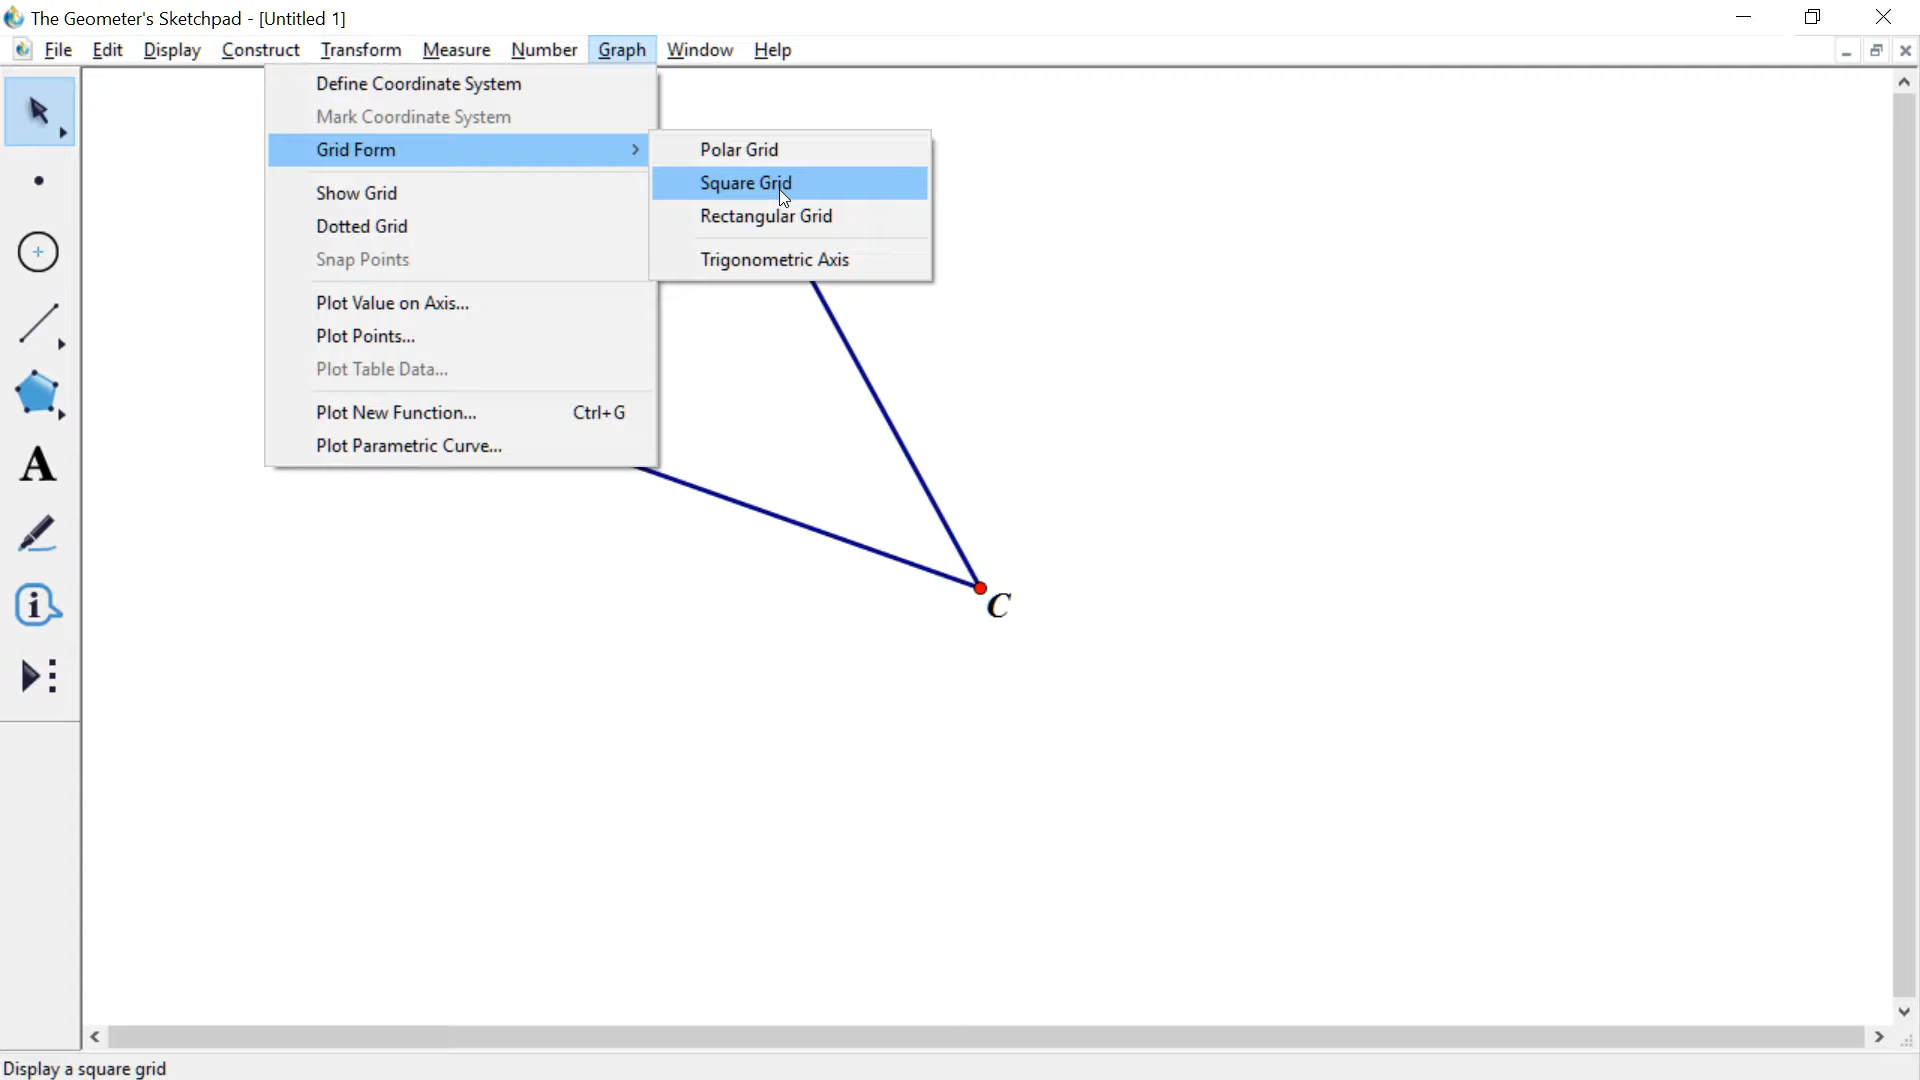 The Geometer's Sketchpad - [Untitled 1]
File Edit Display Construct Transform Measure Number Graph Window Help
Define Coordinate System
Mark Coordinate System
Grid Form
Show Grid
Dotted Grid
Snap Points
Plot Value on Axis...
Plot Points...
Plot Table Data...
Plot New Function... Ctrl+G
Plot Parametric Curve...
Polar Grid
Square Grid
Rectangular Grid
Trigonometric Axis
A
i
C
Display a square grid